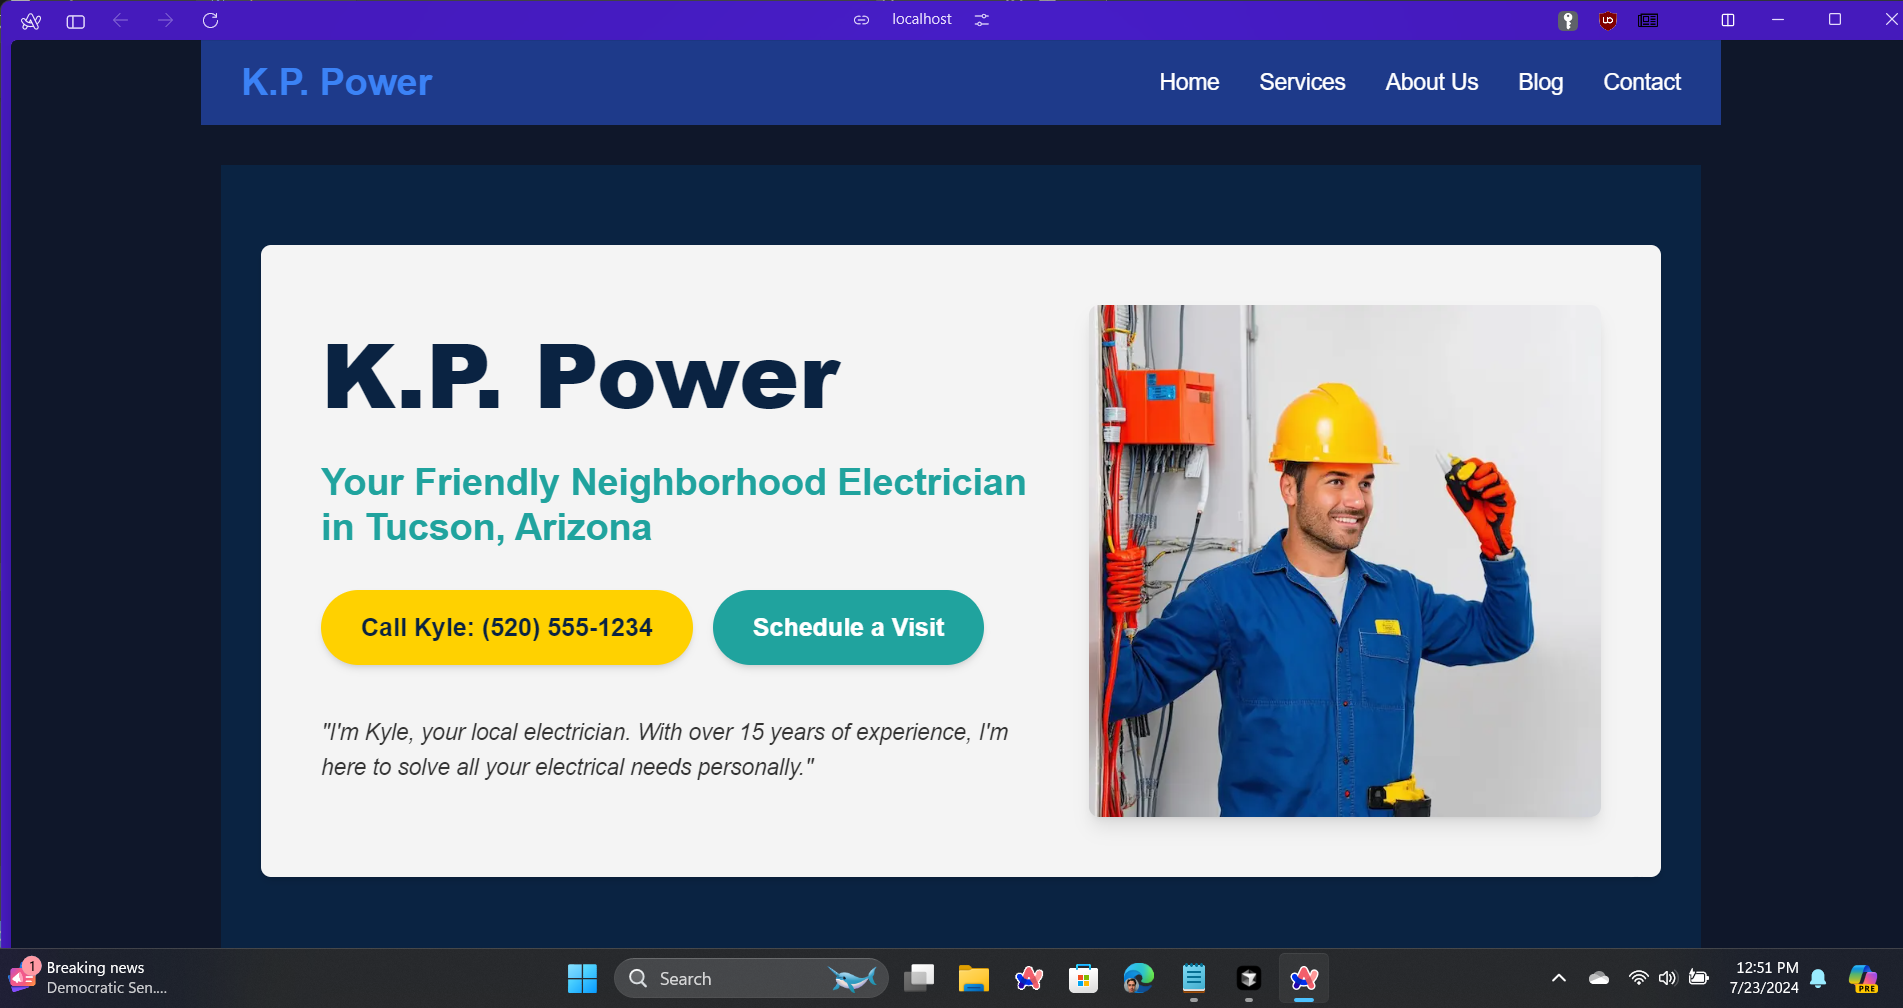 localhost
K.P. Power
Home Services About Us Blog Contact
K.P. Power
Your Friendly Neighborhood Electrician
in Tucson, Arizona
Call Kyle: (520) 555-1234
Schedule a Visit
"I'm Kyle, your local electrician. With over 15 years of experience, I'm
here to solve all your electrical needs personally."
1
Breaking news
Democratic Sen....
Search
12:51 PM
7/23/2024
PRE